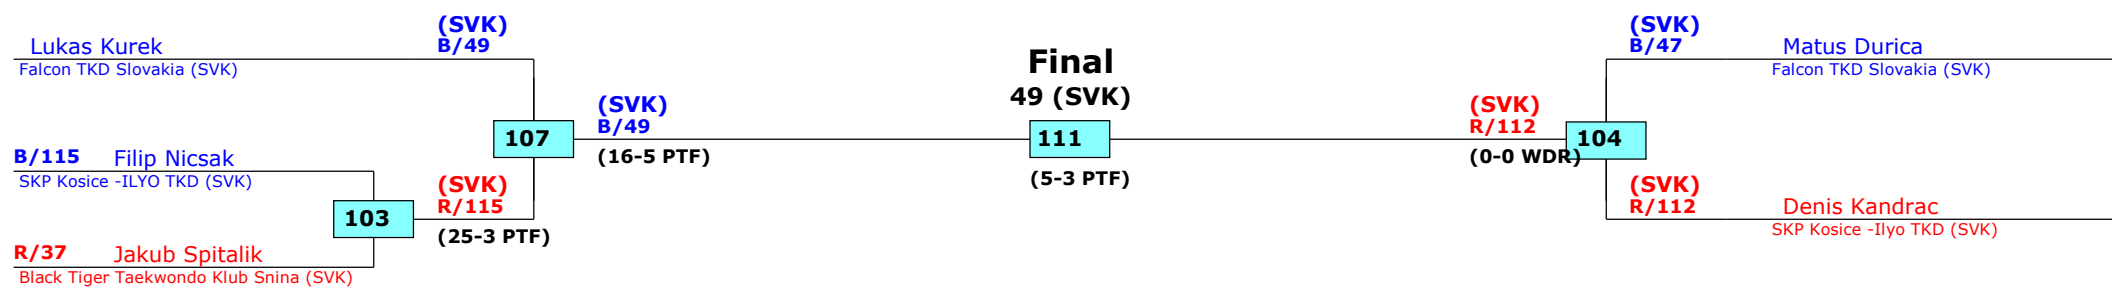 (SVK)
B/49
Lukas Kurek
Falcon TKD Slovakia (SVK)
B/115 Filip Nicsak
SKP Kosice -ILYO TKD (SVK)
103
R/37 Jakub Spitalik
Black Tiger Taekwondo Klub Snina (SVK)
(SVK)
R/115
(25-3 PTF)
107
(SVK)
B/49
(16-5 PTF)
Final
49 (SVK)
111
(5-3 PTF)
(SVK)
R/112
(0-0 WDR)
104
(SVK)
B/47
Matus Durica
Falcon TKD Slovakia (SVK)
(SVK)
R/112
Denis Kandrac
SKP Kosice -Ilyo TKD (SVK)